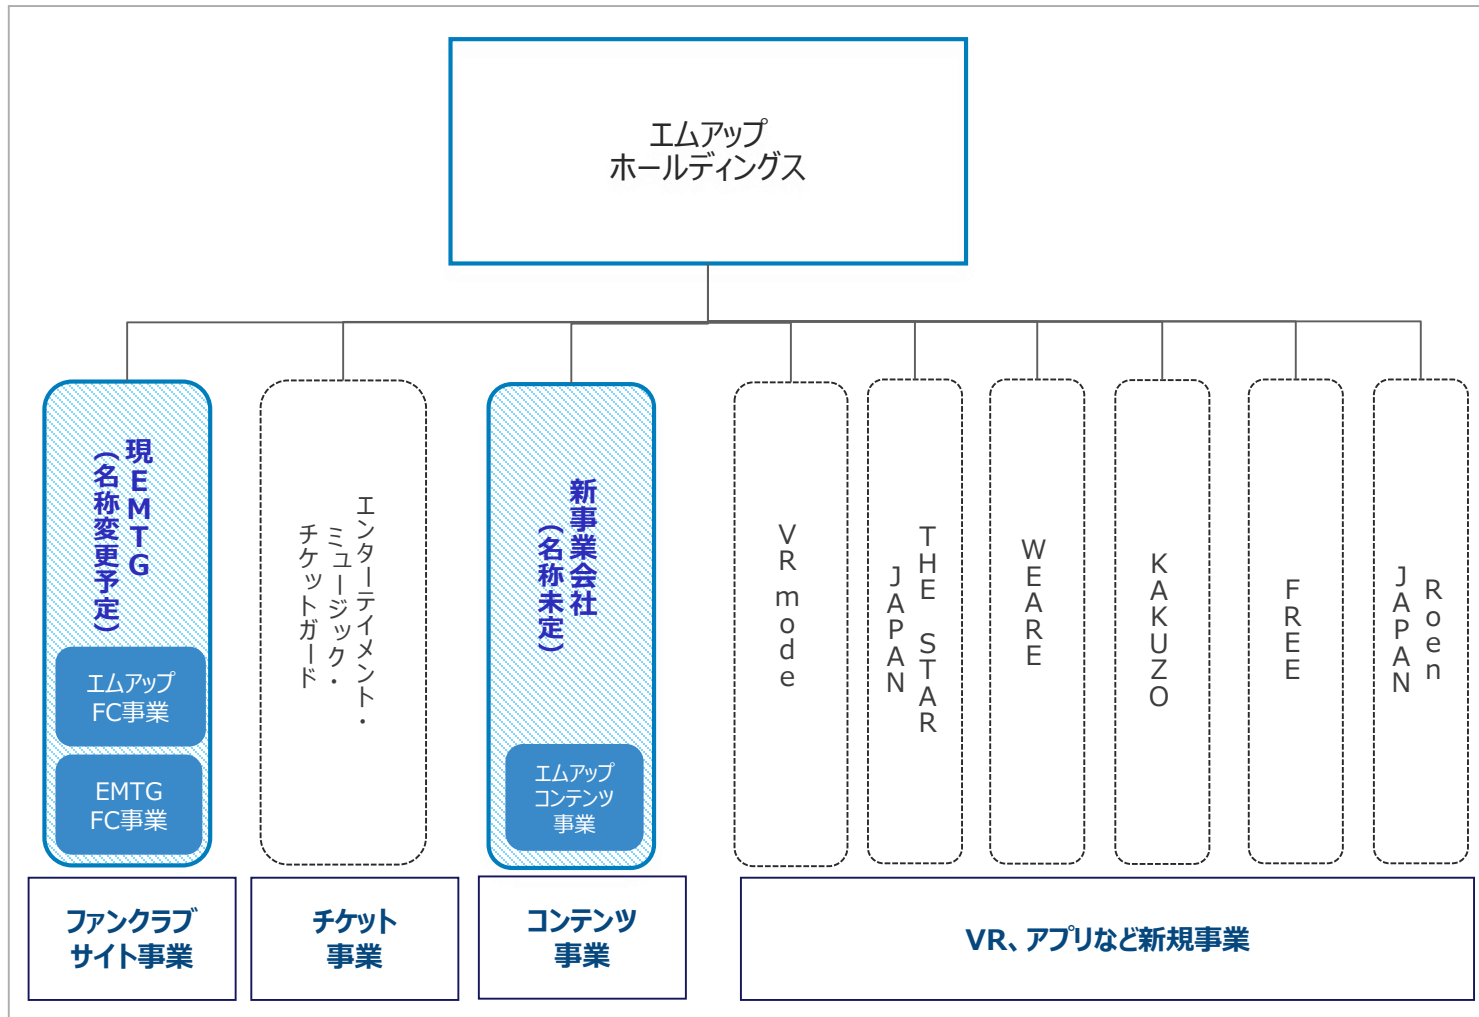 エムアップ
ホールディングス
現EMTG
（名称変更予定）
エムアップ
FC事業
EMTG
FC事業
エンターテイメント・
ミュージック・
チケットガード
新事業会社
（名称未定）
エムアップ
コンテンツ
事業
VR mode
THE STAR
JAPAN
WEARE
KAKUZO
FREE
Roen
JAPAN
ファンクラブ
サイト事業
チケット
事業
コンテンツ
事業
VR、アプリなど新規事業